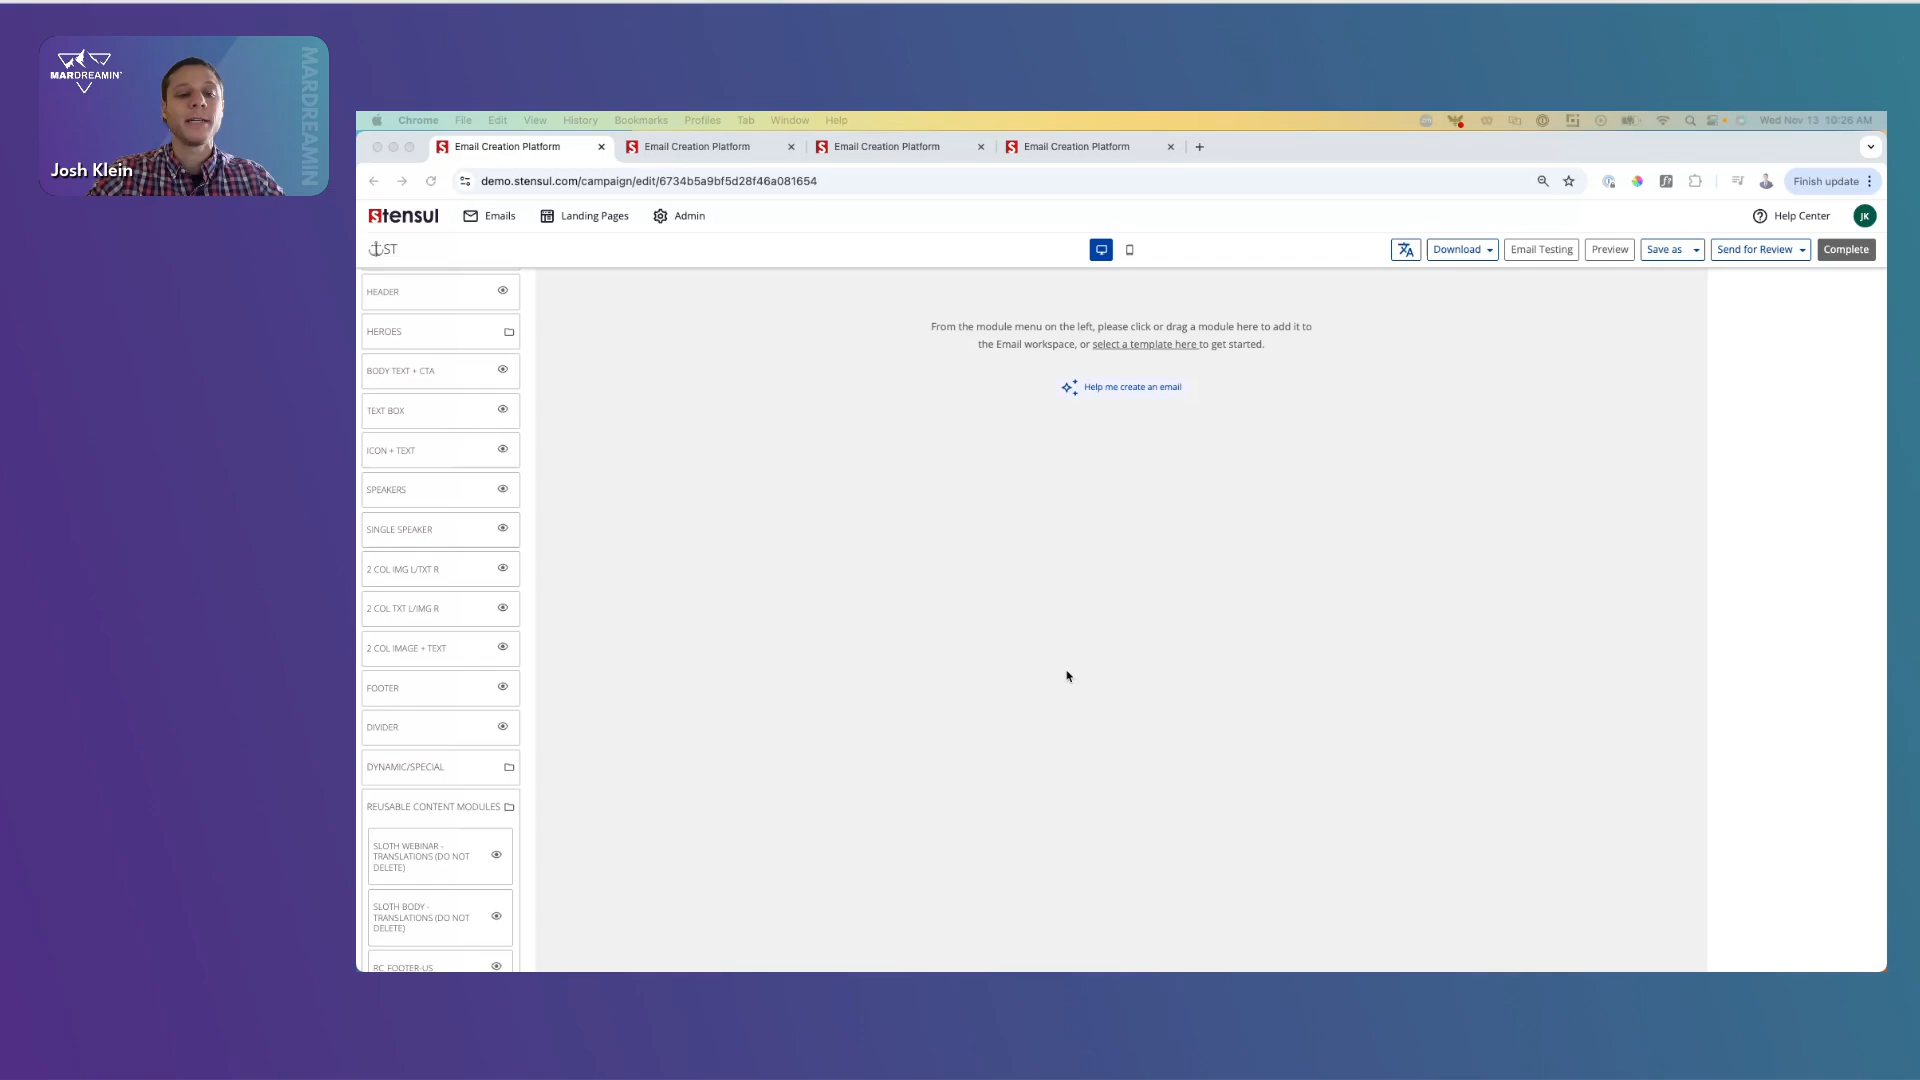 MARDREAMIN'
MARDREAMIN
Josh Klein
Chrome File Edit View History Bookmarks Profiles Tab Window Help
Wed Nov 13 10:26 AM
Email Creation Platform
Email Creation Platform
Email Creation Platform
Email Creation Platform
demo.stensul.com/campaign/edit/6734b5a9bf5d28f46a081654
Finish update
Stensul
Emails
Landing Pages
Admin
Help Center
JK
ST
Download
Email Testing
Preview
Save as
Send for Review
Complete
HEADER
HEROES
BODY TEXT + CTA
TEXT BOX
ICON + TEXT
SPEAKERS
SINGLE SPEAKER
2 COL IMG L/TXT R
2 COL TXT L/IMG R
2 COL IMAGE + TEXT
FOOTER
DIVIDER
DYNAMIC/SPECIAL
REUSABLE CONTENT MODULES
SLOTH WEBINAR -
TRANSLATIONS (DO NOT
DELETE)
SLOTH BODY -
TRANSLATIONS (DO NOT
DELETE)
RC FOOTER-US
From the module menu on the left, please click or drag a module here to add it to
the Email workspace, or select a template here to get started.
Help me create an email